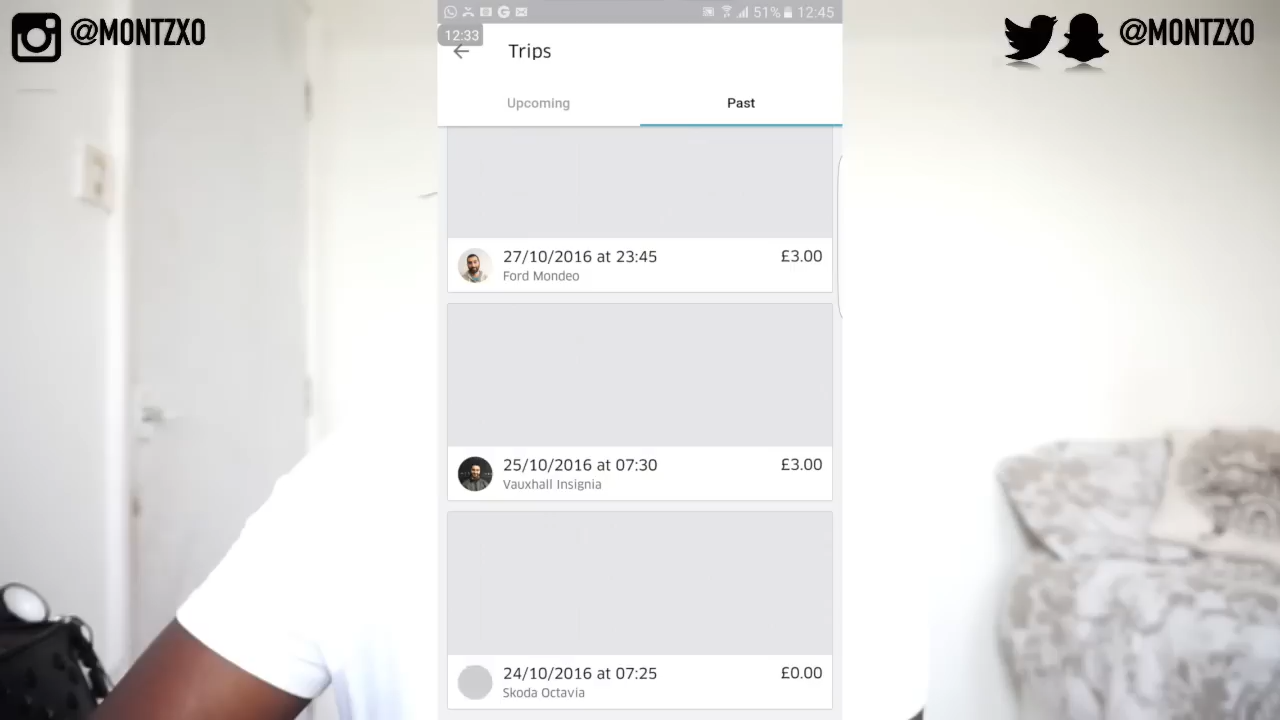 @MONTZXO
@MONTZXO
51% 12:45
12:33
Trips
Upcoming
Past
27/10/2016 at 23:45
£3.00
Ford Mondeo
25/10/2016 at 07:30
£3.00
Vauxhall Insignia
24/10/2016 at 07:25
£0.00
Skoda Octavia